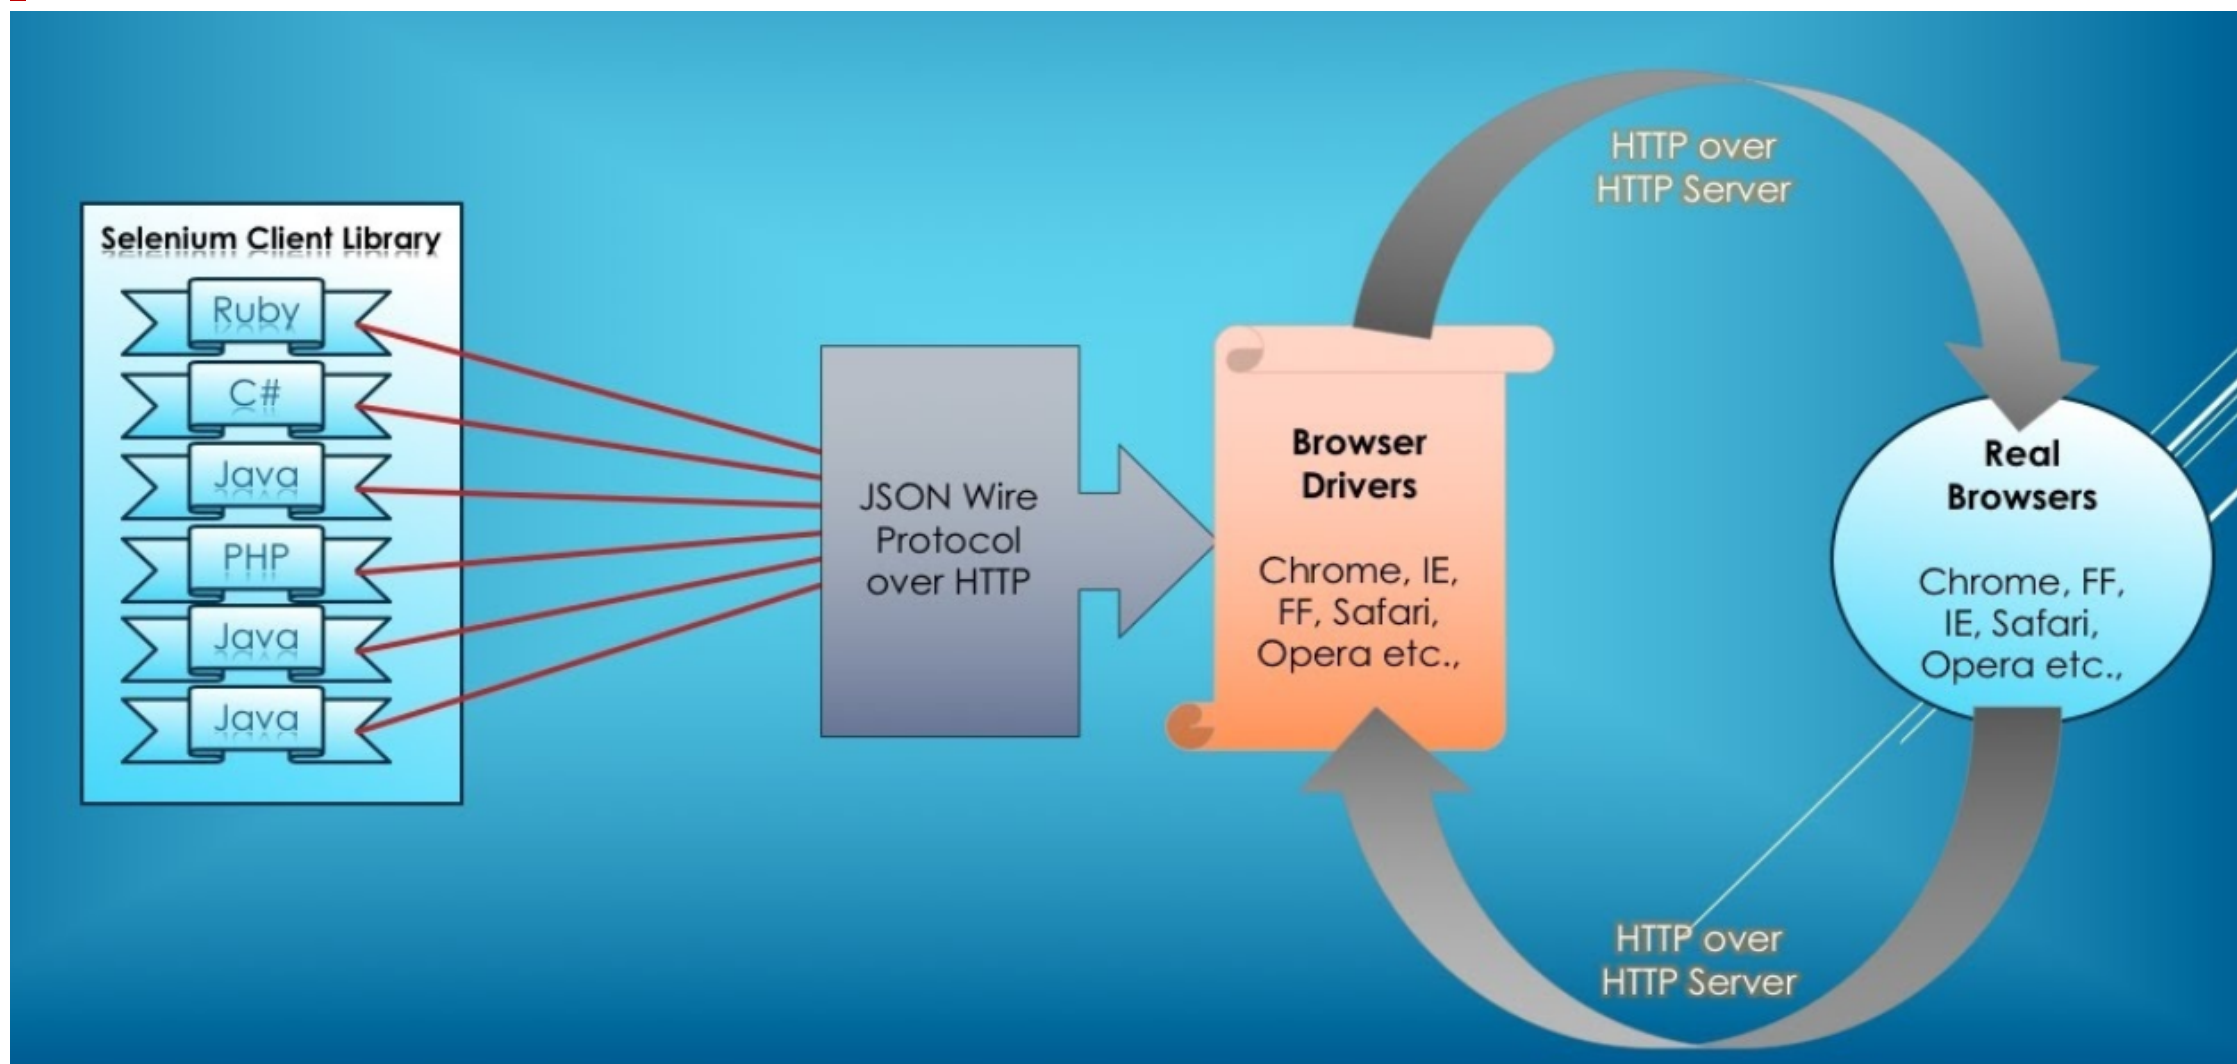 Selenium Client Library
Ruby
C#
Java
PHP
Java
Java
JSON Wire
Protocol
over HTTP
Browser
Drivers
Chrome, IE,
FF, Safari,
Opera etc.,
HTTP over
HTTP Server
Real
Browsers
Chrome, FF,
IE, Safari,
Opera etc.,
HTTP over
HTTP Server